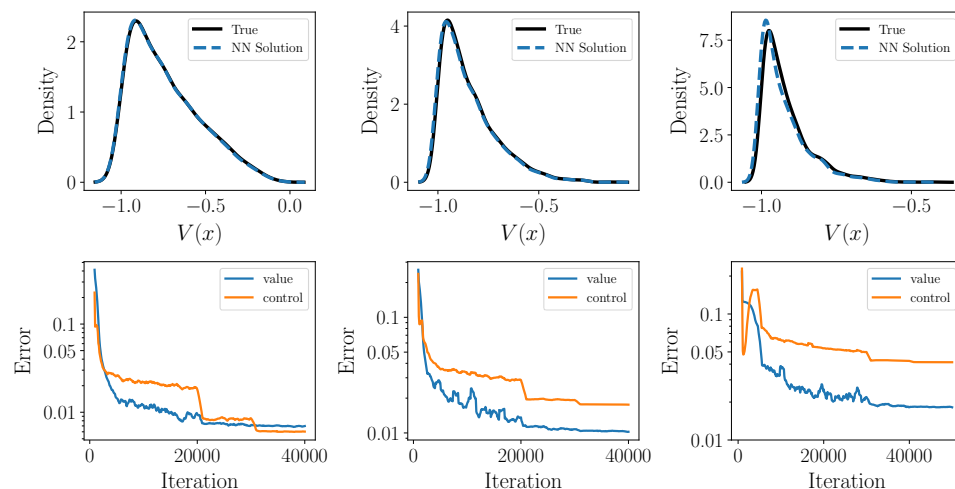 True
NN Solution
Density
2
1
0
−1.0
−0.5
0.0
V(x)
True
NN Solution
Density
4
2
0
−1.0
−0.5
V(x)
True
NN Solution
Density
7.5
5.0
2.5
0.0
−1.0
−0.5
V(x)
value
control
Error
0.1
0.05
0.01
0
20000
40000
Iteration
value
control
Error
0.1
0.05
0.01
0
20000
40000
Iteration
value
control
Error
0.1
0.05
0.01
0
20000
40000
Iteration